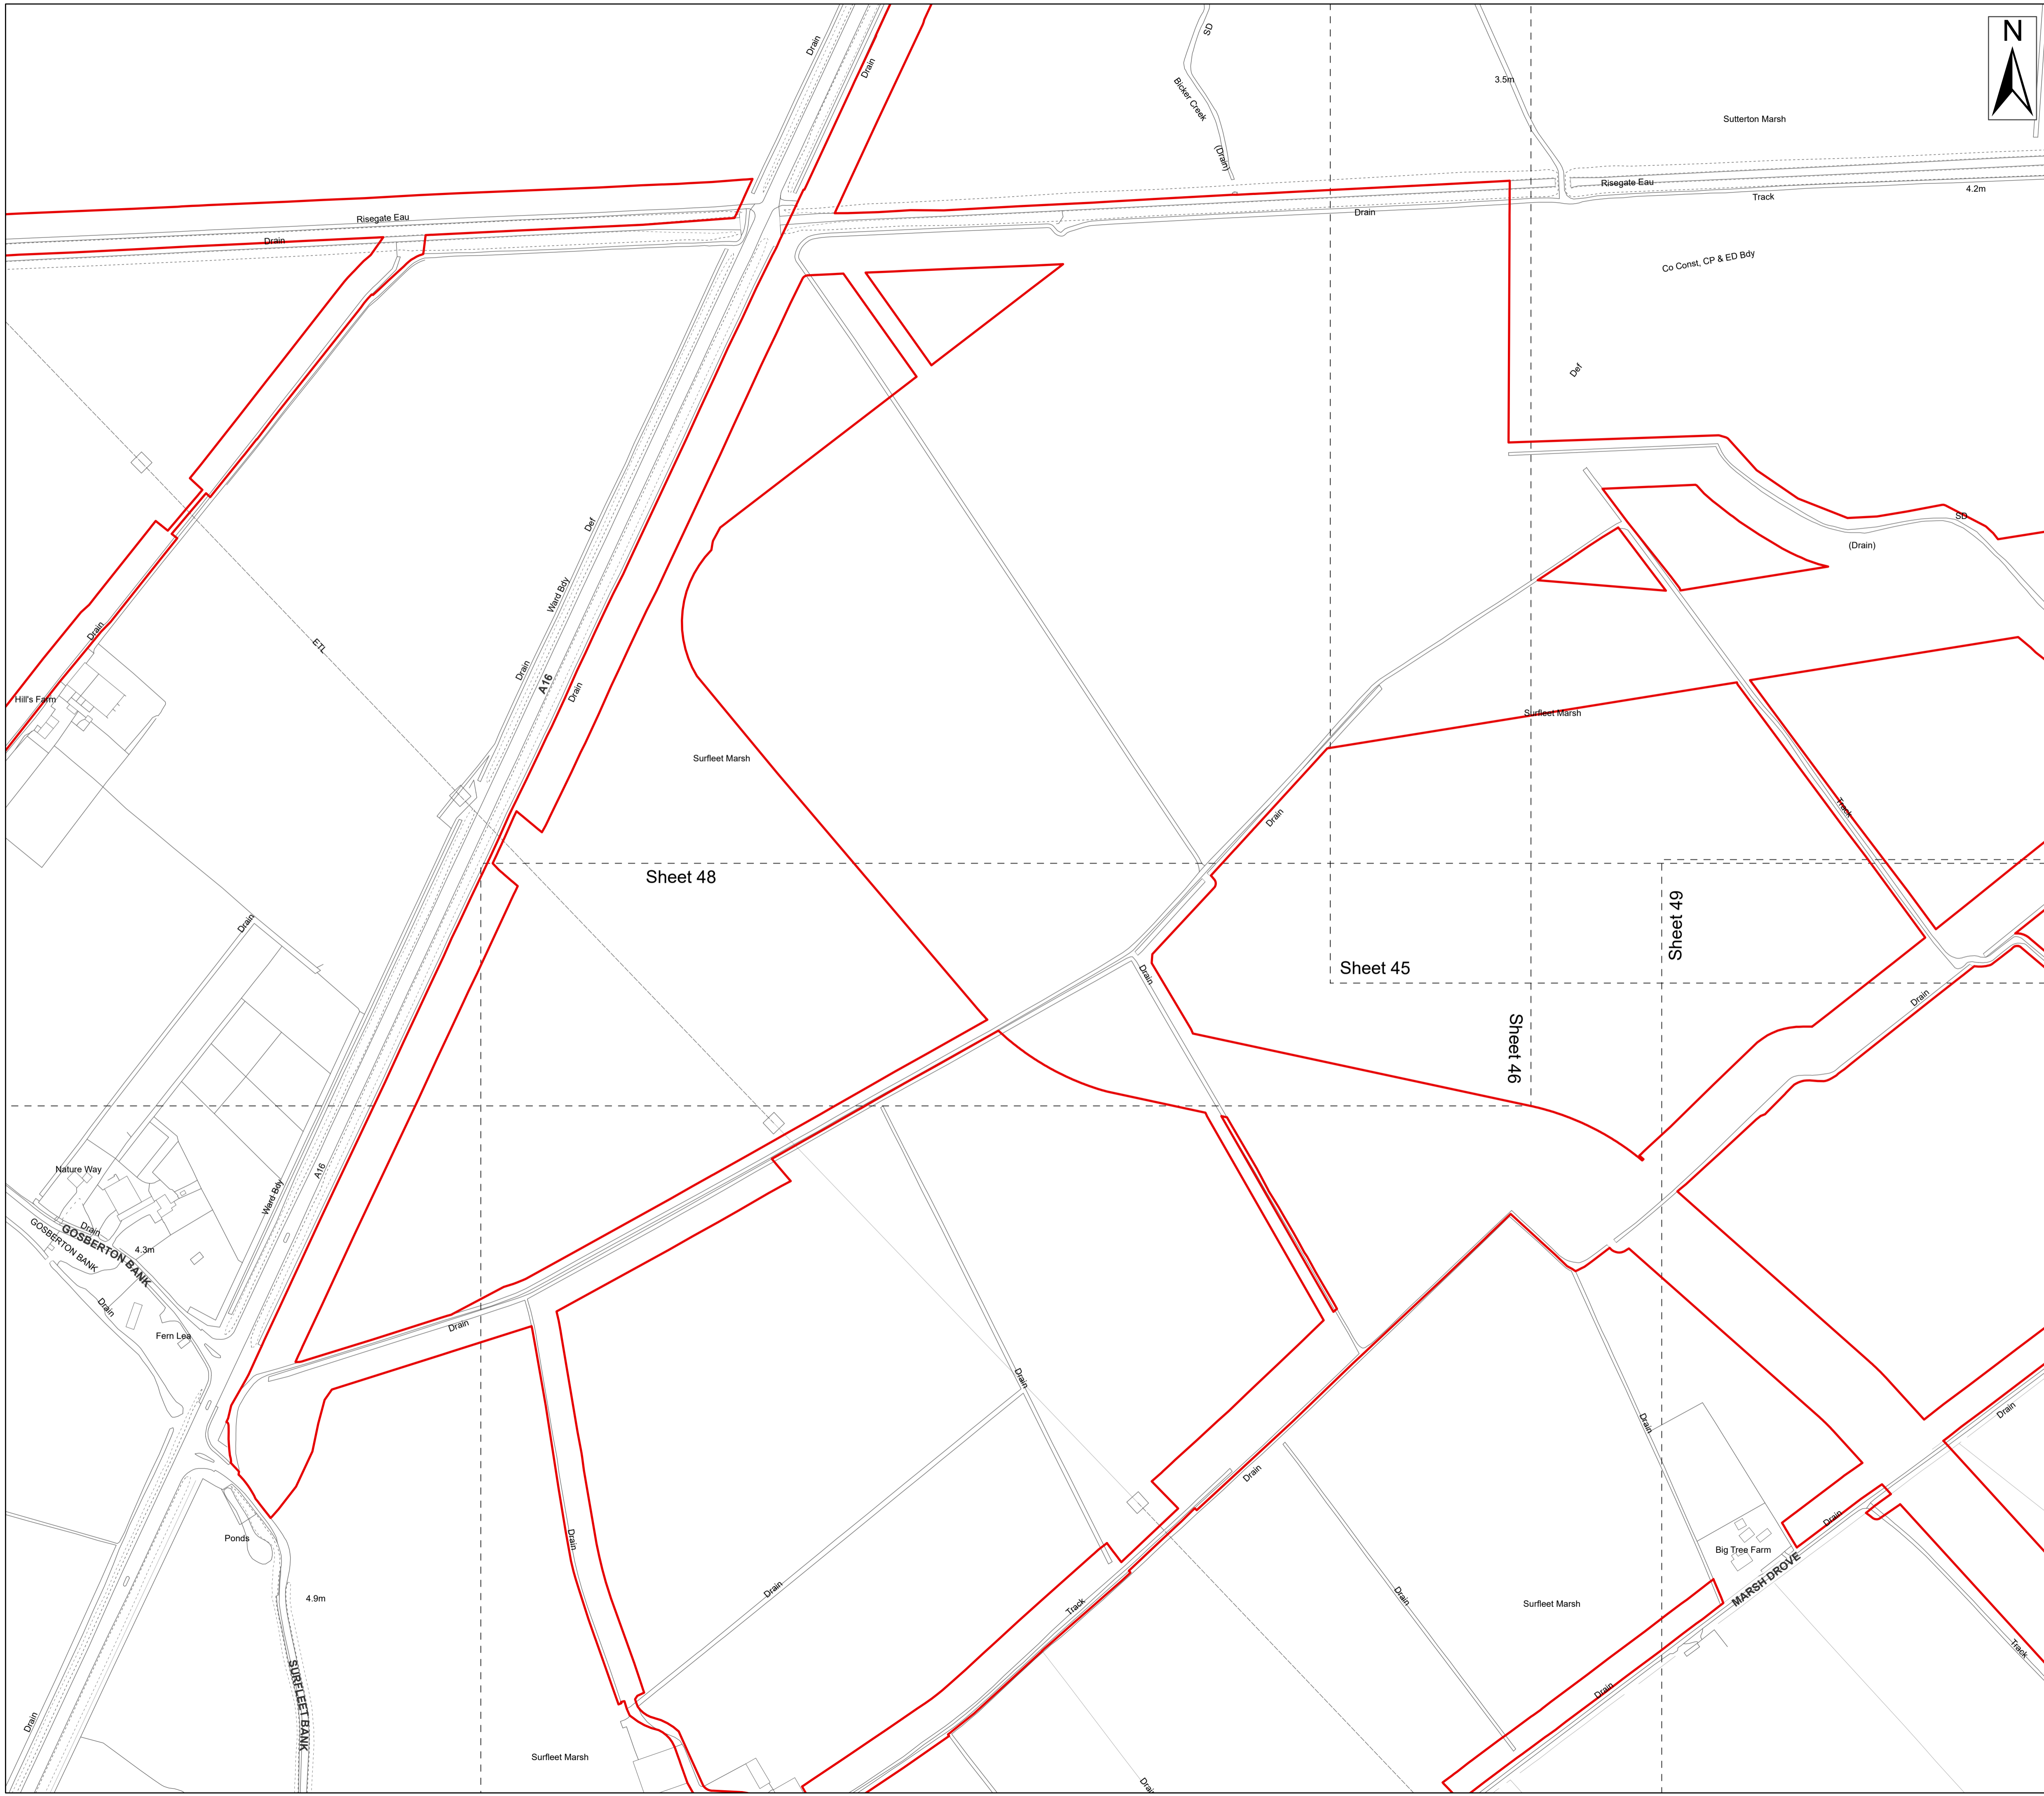 N
Drain
Drain
SD
Bicker Creek
(Drain)
3.5m
Sutterton Marsh
Risegate Eau
Drain
Drain
Risegate Eau
Track
4.2m
Co Const, CP & ED Bdy
Def
Def
SD
(Drain)
Ward Bdy
Drain
ETL
Drain
A16
Drain
Hill's Farm
Surfleet Marsh
Surfleet Marsh
Drain
Track
Sheet 48
Drain
Sheet 49
Sheet 45
Drain
Drain
Sheet 46
Nature Way
A16
Ward Bdy
Drain
GOSBERTON BANK
GOSBERTON BANK
4.3m
Drain
Fern Lea
Drain
Drain
Drain
Drain
Drain
Ponds
Drain
Drain
Drain
Big Tree Farm
MARSH DROVE
4.9m
Drain
Track
Drain
Surfleet Marsh
Track
SURFLEET BANK
Drain
Drain
Surfleet Marsh
Drain